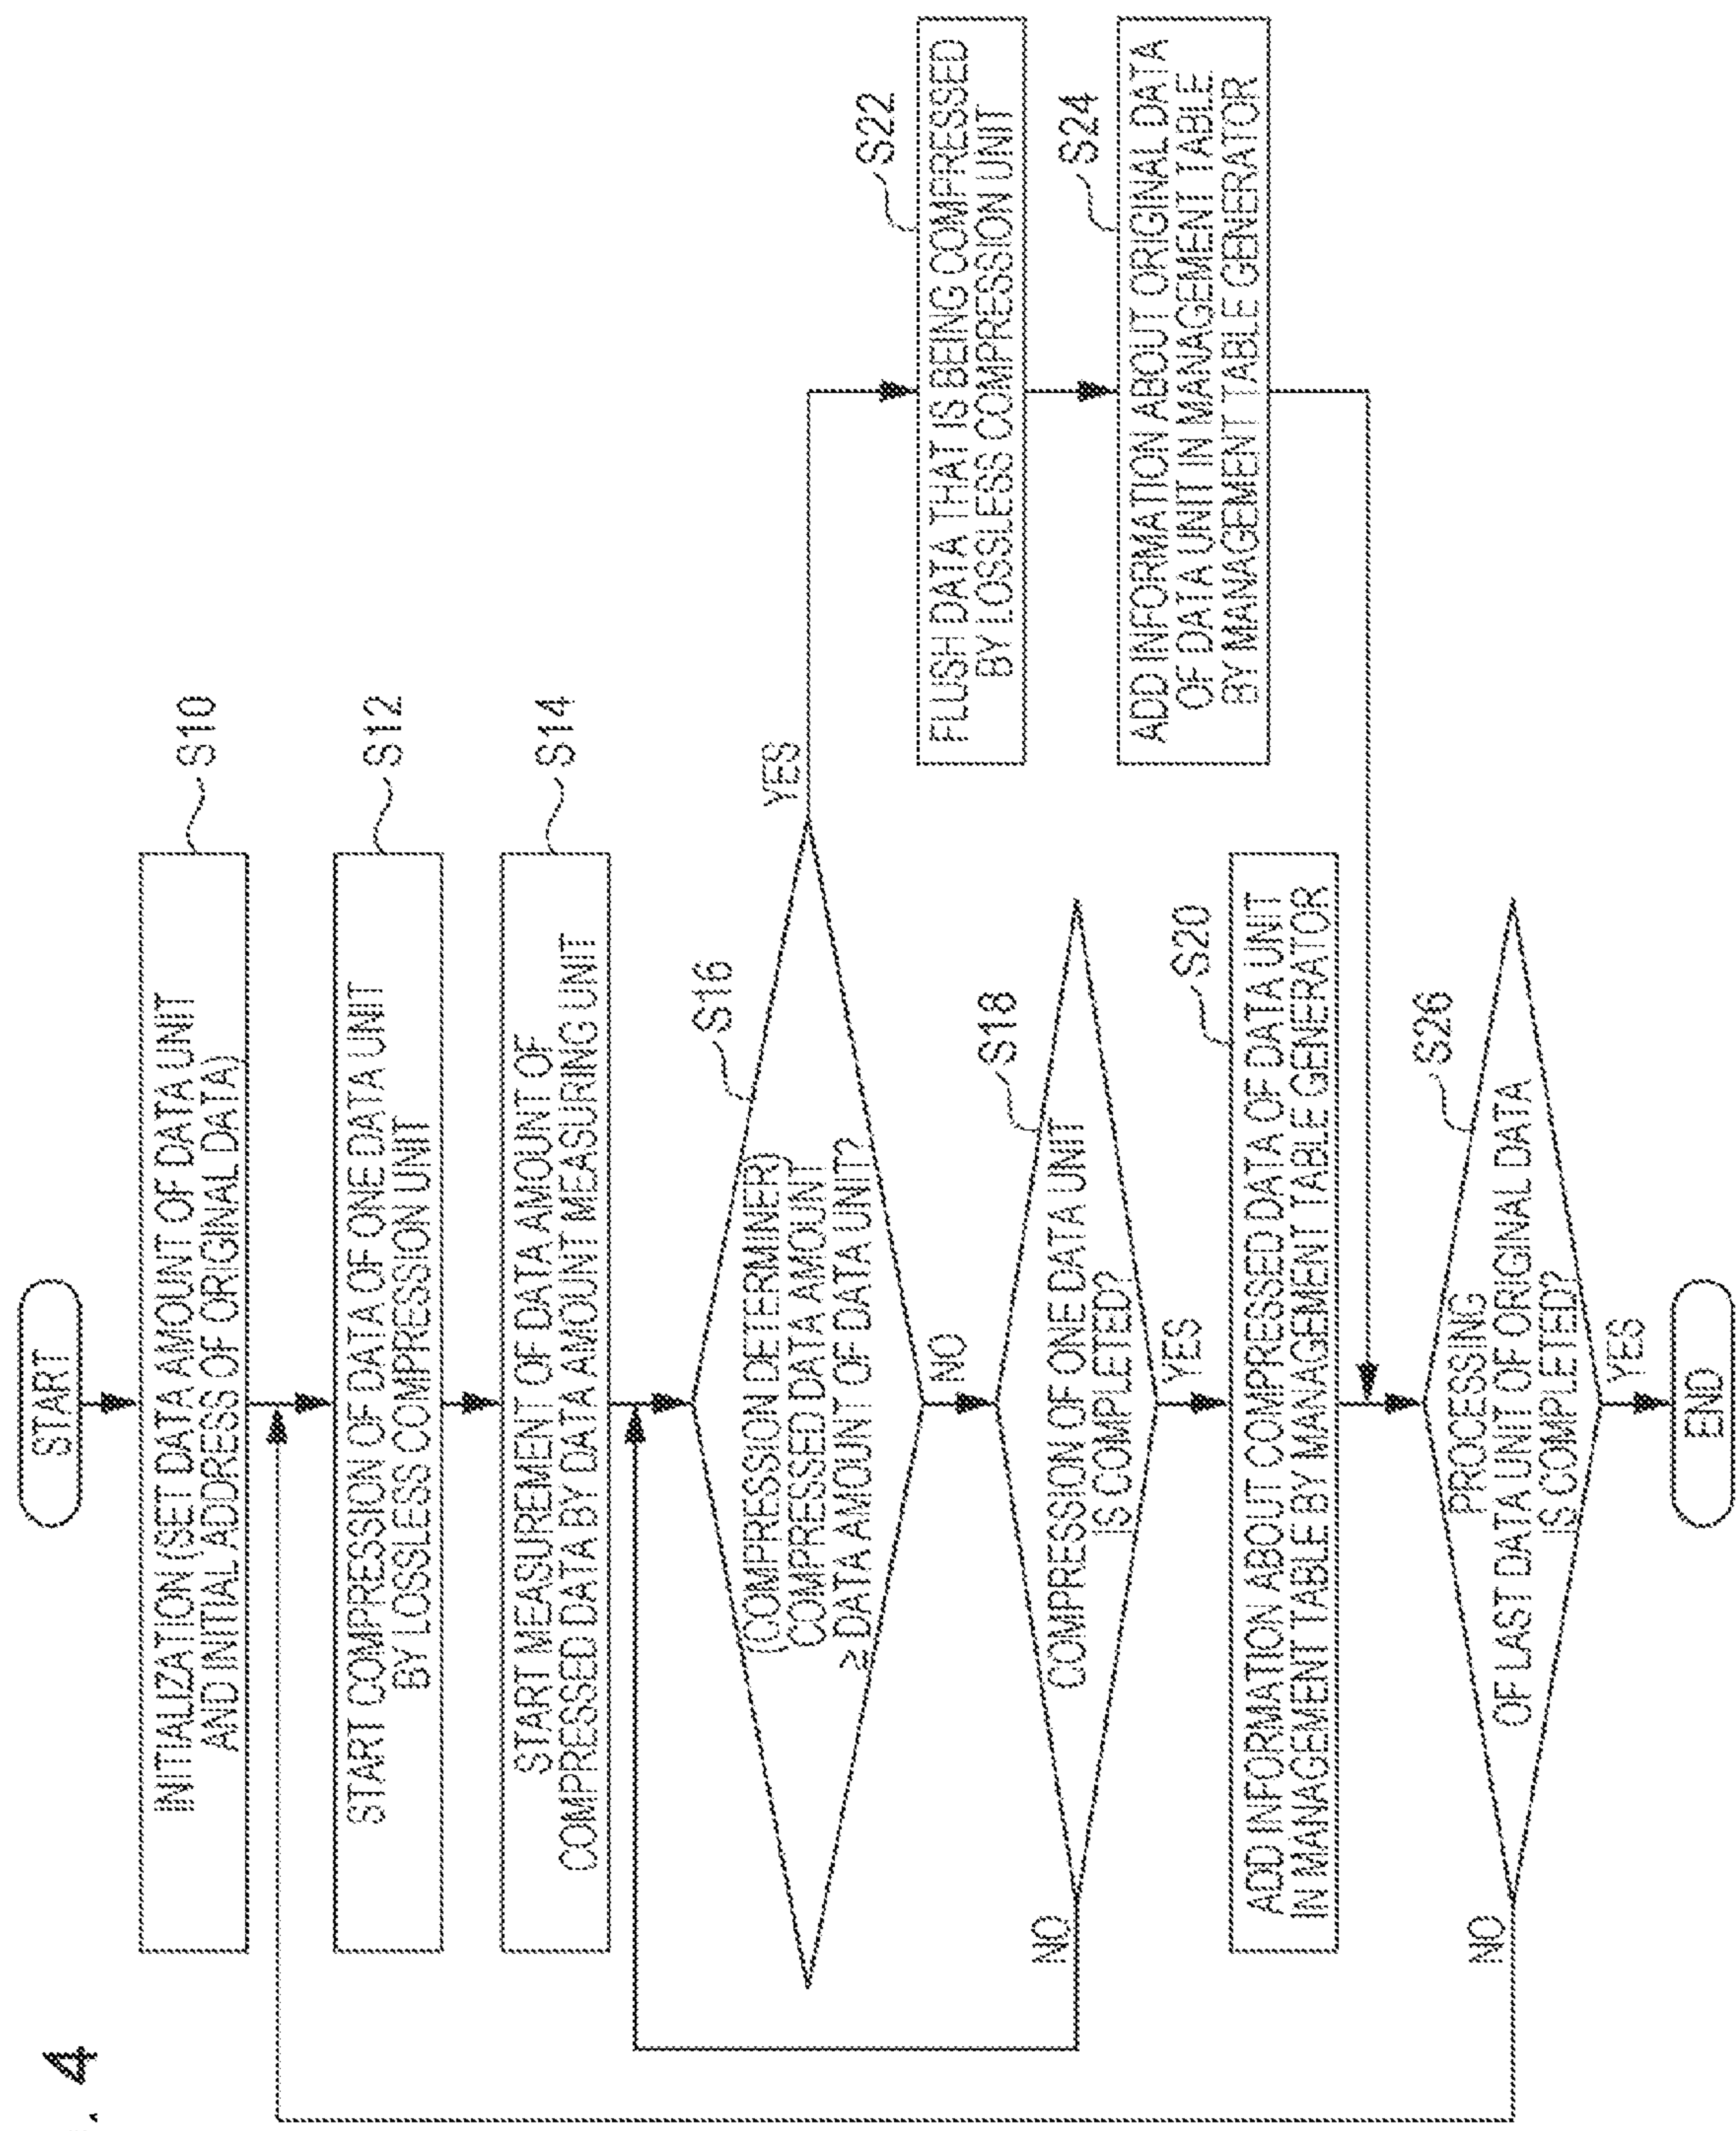 . 4
START
INITIALIZATION (SET DATA AMOUNT OF DATA UNIT
AND INITIAL ADDRESS OF ORIGINAL DATA)
S10
START COMPRESSION OF DATA OF ONE DATA UNIT
BY LOSSLESS COMPRESSION UNIT
S12
START MEASUREMENT OF DATA AMOUNT OF
COMPRESSED DATA BY DATA AMOUNT MEASURING UNIT
S14
(COMPRESSION DETERMINER)
COMPRESSED DATA AMOUNT
≥ DATA AMOUNT OF DATA UNIT?
S16
YES
NO
FLUSH DATA THAT IS BEING COMPRESSED
BY LOSSLESS COMPRESSION UNIT
S22
COMPRESSION OF ONE DATA UNIT
IS COMPLETED?
S18
NO
YES
ADD INFORMATION ABOUT ORIGINAL DATA
OF DATA UNIT IN MANAGEMENT TABLE
BY MANAGEMENT TABLE GENERATOR
S24
ADD INFORMATION ABOUT COMPRESSED DATA OF DATA UNIT
IN MANAGEMENT TABLE BY MANAGEMENT TABLE GENERATOR
S20
PROCESSING
OF LAST DATA UNIT OF ORIGINAL DATA
IS COMPLETED?
S26
NO
YES
END